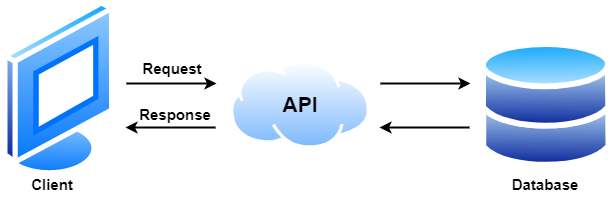 Request
Response
API
Client
Database